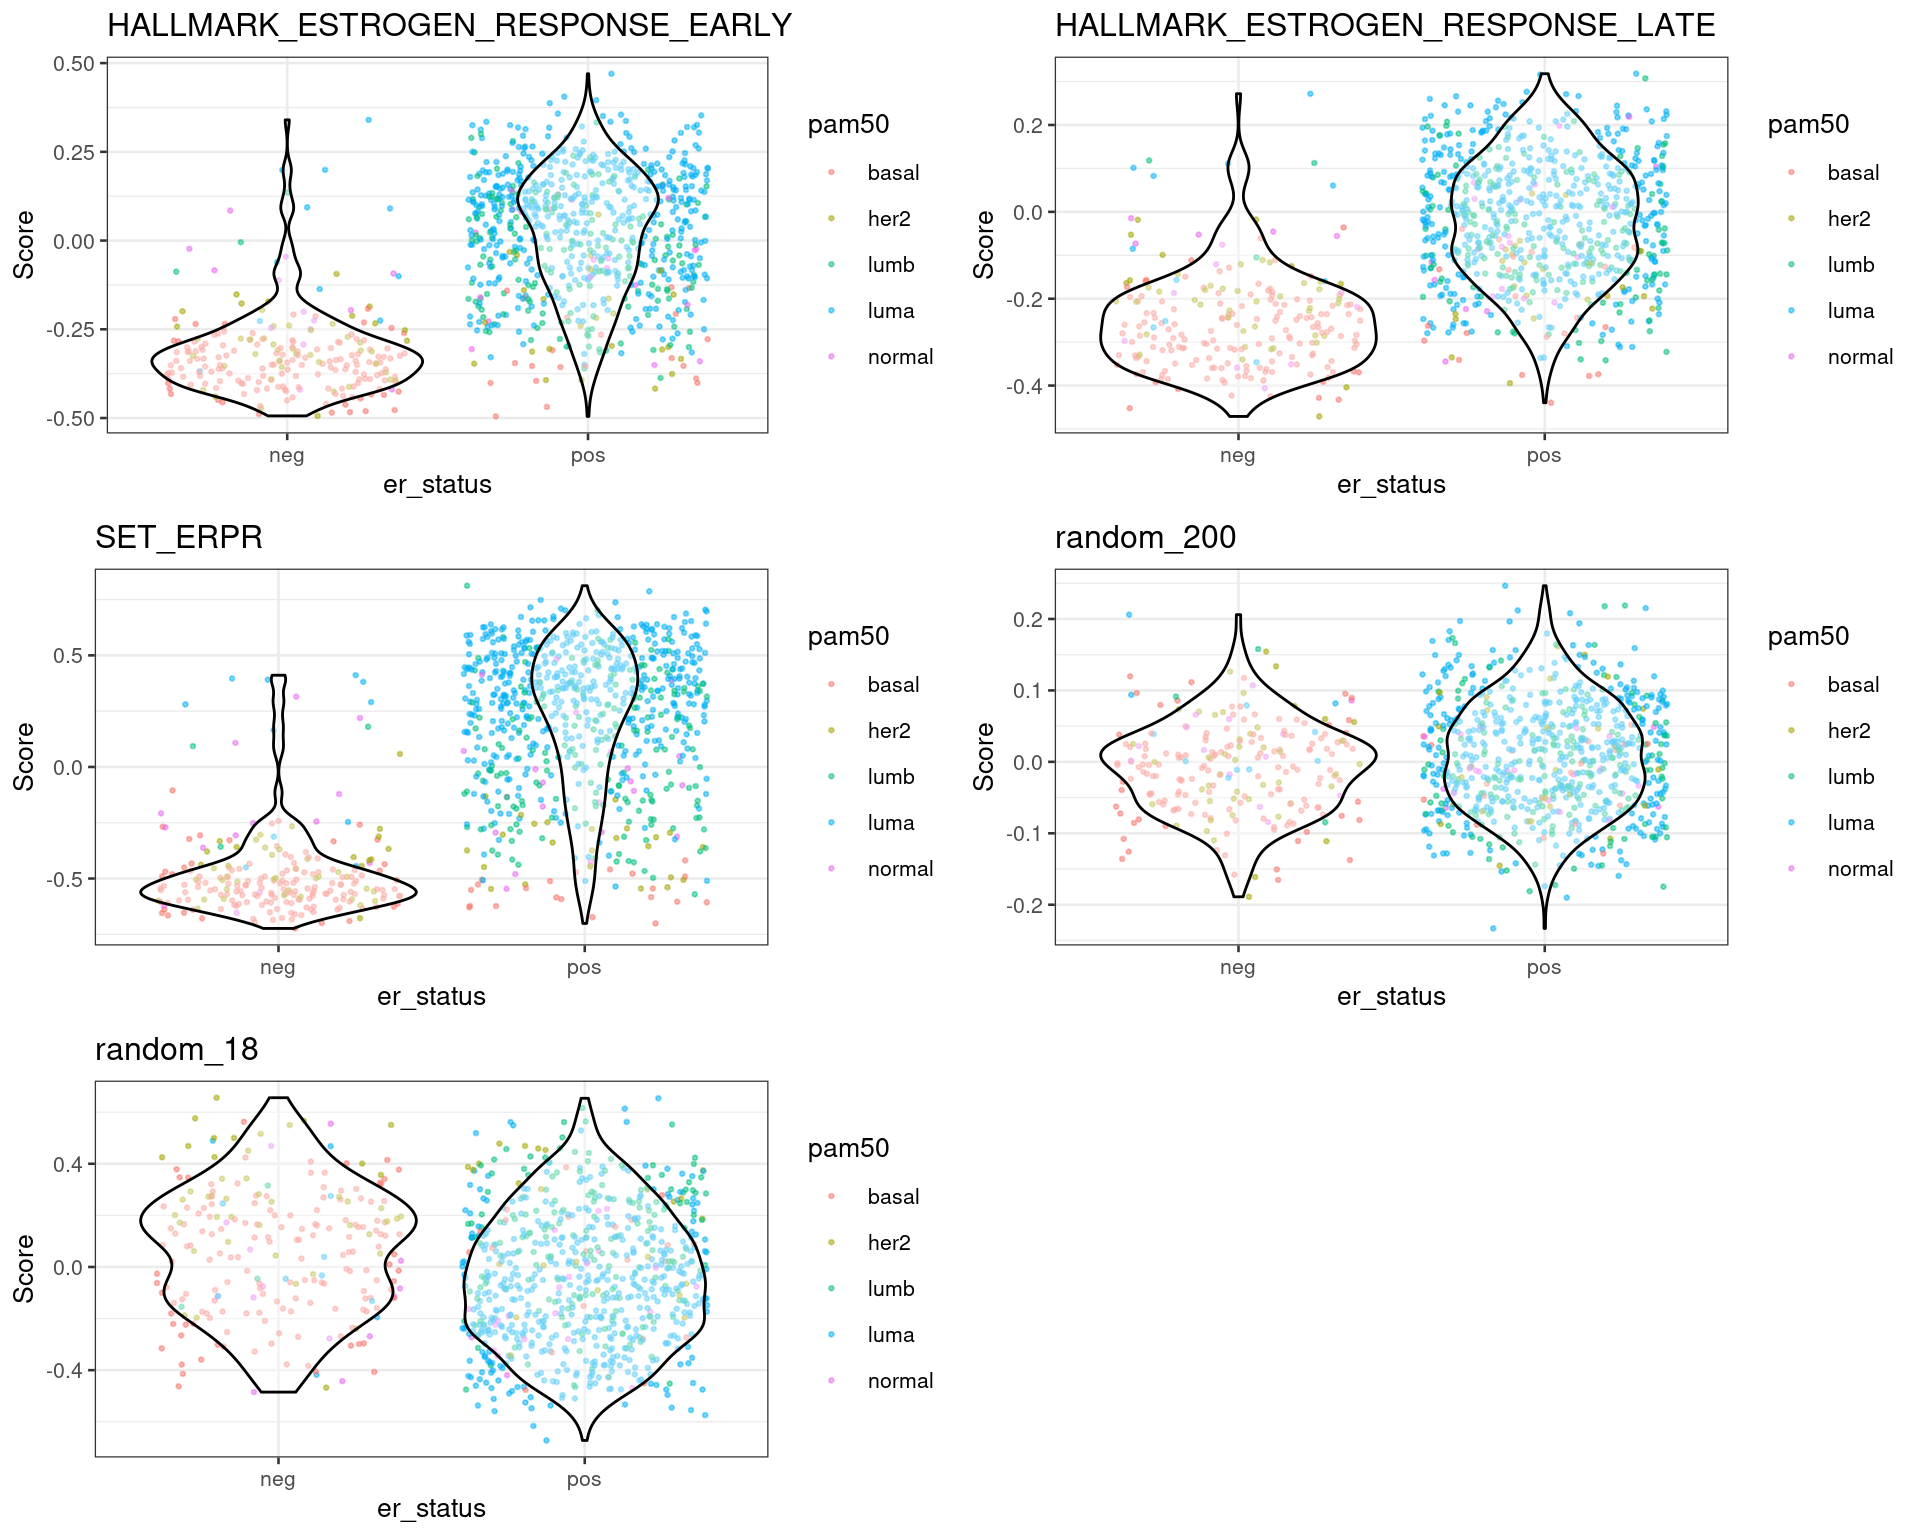 HALLMARK_ESTROGEN_RESPONSE_EARLY
Score
0.50
0.25
0.00
-0.25
-0.50
neg
pos
er_status
pam50
basal
her2
lumb
luma
normal
HALLMARK_ESTROGEN_RESPONSE_LATE
Score
0.2
0.0
-0.2
-0.4
neg
pos
er_status
pam50
basal
her2
lumb
luma
normal
SET_ERPR
Score
0.5
0.0
-0.5
neg
pos
er_status
pam50
basal
her2
lumb
luma
normal
random_200
Score
0.2
0.1
0.0
-0.1
-0.2
neg
pos
er_status
pam50
basal
her2
lumb
luma
normal
random_18
Score
0.4
0.0
-0.4
neg
pos
er_status
pam50
basal
her2
lumb
luma
normal